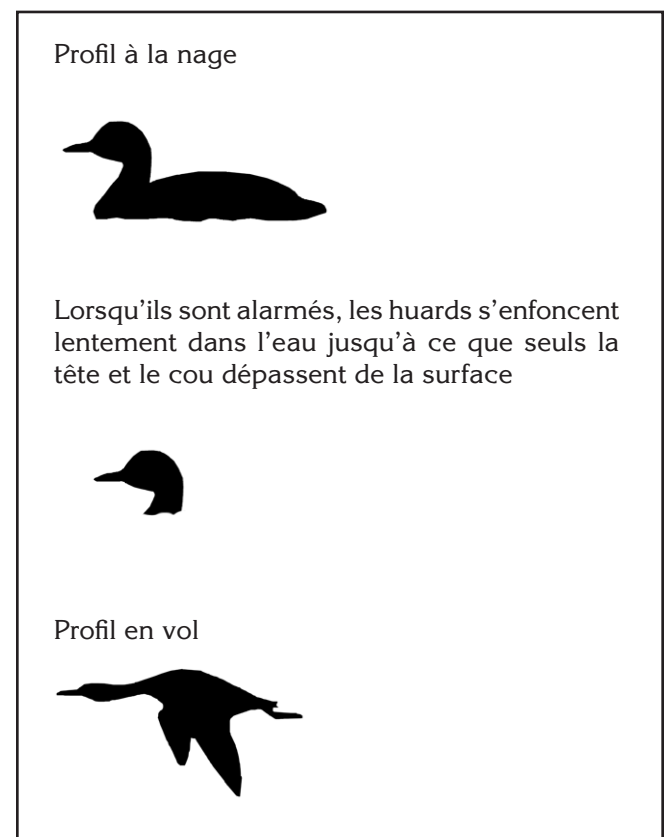 Profil à la nage
Lorsqu’ils sont alarmés, les huards s’enfoncent
lentement dans l’eau jusqu’à ce que seuls la
tête et le cou dépassent de la surface
Profil en vol